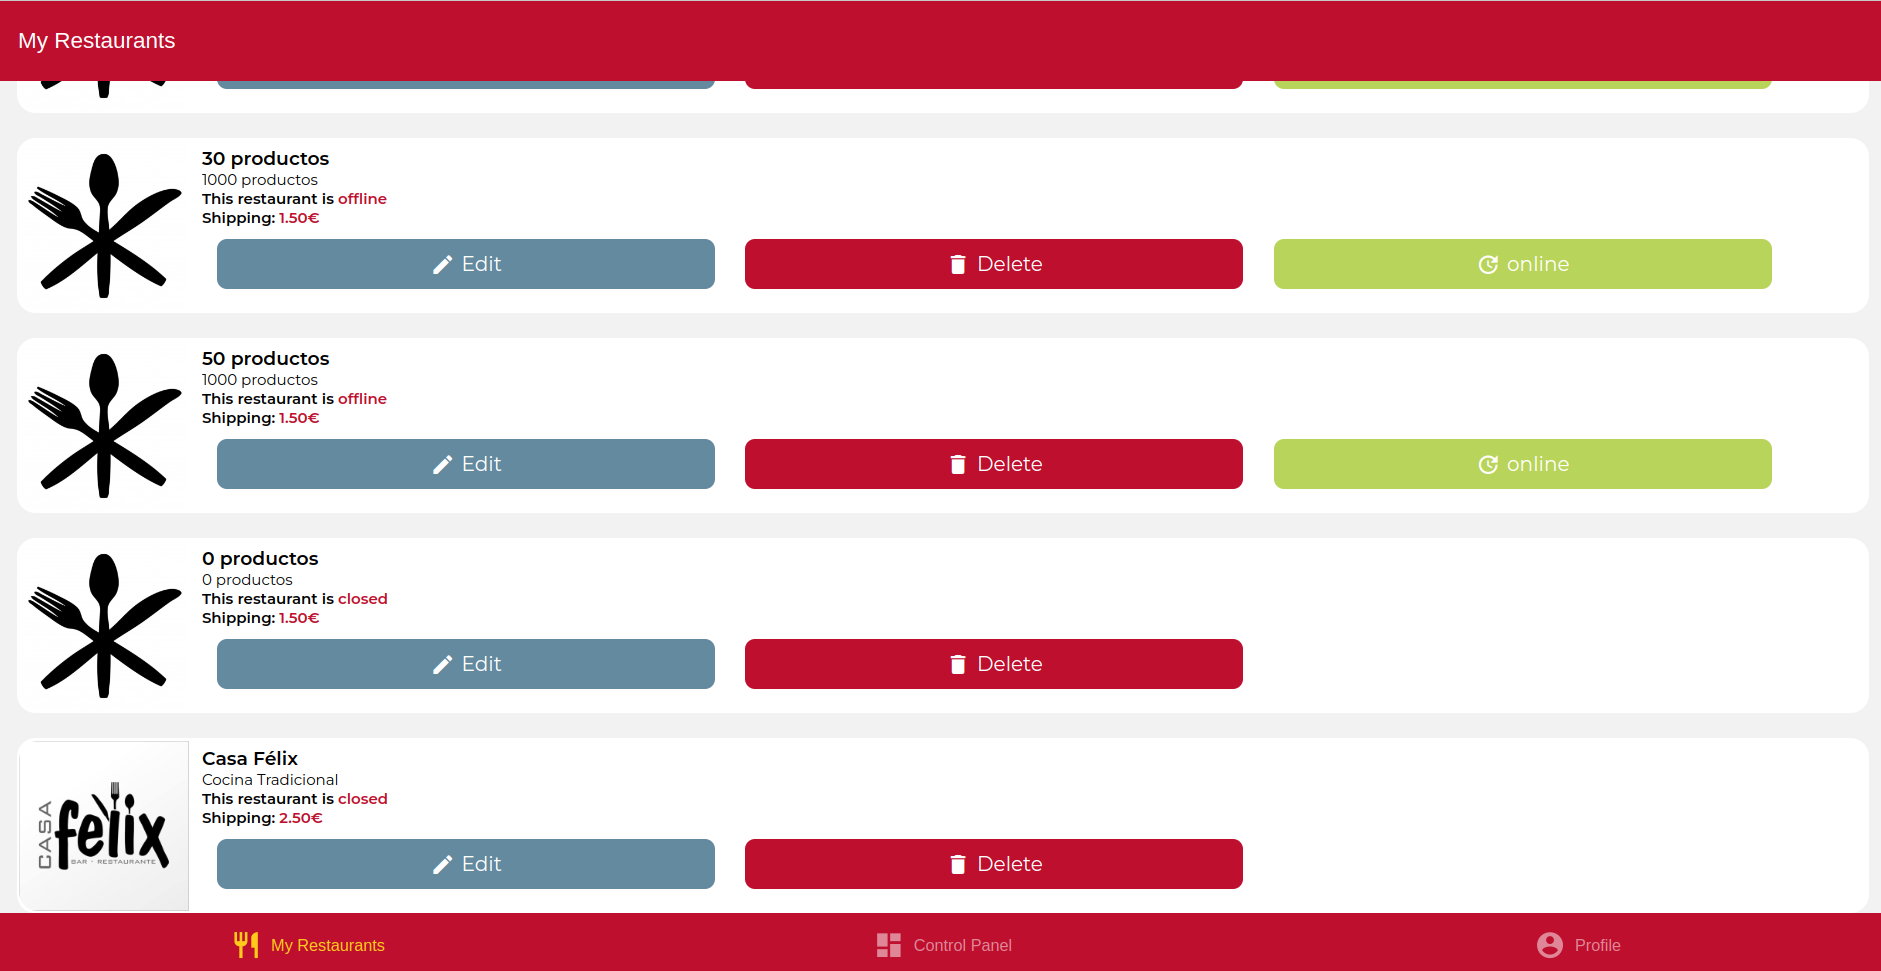 My Restaurants
30 productos
1000 productos
This restaurant is offline
Shipping: 1.50€
Edit
Delete
online
50 productos
1000 productos
This restaurant is offline
Shipping: 1.50€
Edit
Delete
online
0 productos
0 productos
This restaurant is closed
Shipping: 1.50€
Edit
Delete
CASA
felix
BAR - RESTAURANTE
Casa Félix
Cocina Tradicional
This restaurant is closed
Shipping: 2.50€
Edit
Delete
My Restaurants
Control Panel
Profile